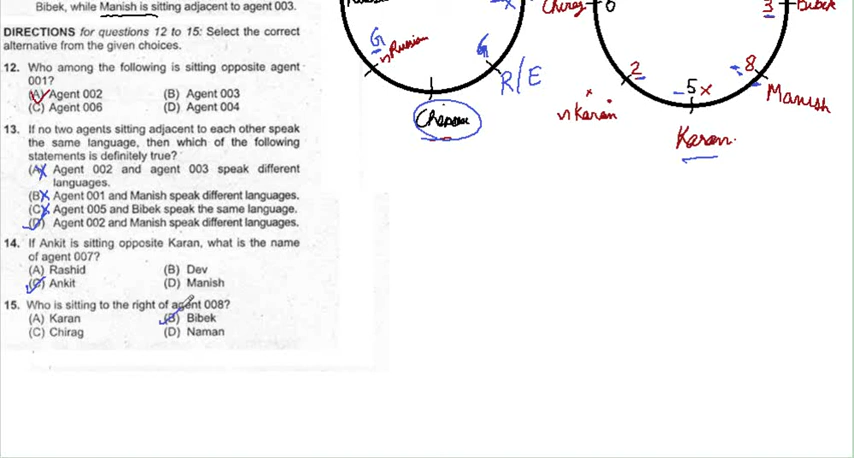 Bibek, while Manish is sitting adjacent to agent 003.
DIRECTIONS for questions 12 to 15: Select the correct
alternative from the given choices.
12. Who among the following is sitting opposite agent
001?
(A) Agent 002 (B) Agent 003
(C) Agent 006 (D) Agent 004
13. If no two agents sitting adjacent to each other speak
the same language, then which of the following
statements is definitely true?
(A) Agent 002 and agent 003 speak different
languages.
(B) Agent 001 and Manish speak different languages.
(C) Agent 005 and Bibek speak the same language.
(D) Agent 002 and Manish speak different languages.
14. If Ankit is sitting opposite Karan, what is the name
of agent 007?
(A) Rashid (B) Dev
(C) Ankit (D) Manish
15. Who is sitting to the right of agent 008?
(A) Karan (B) Bibek
(C) Chirag (D) Naman
G
Russian
G
R/E
Chirag 6
3 Bibek
2
8
5 x
Manish
Karan
Karan.